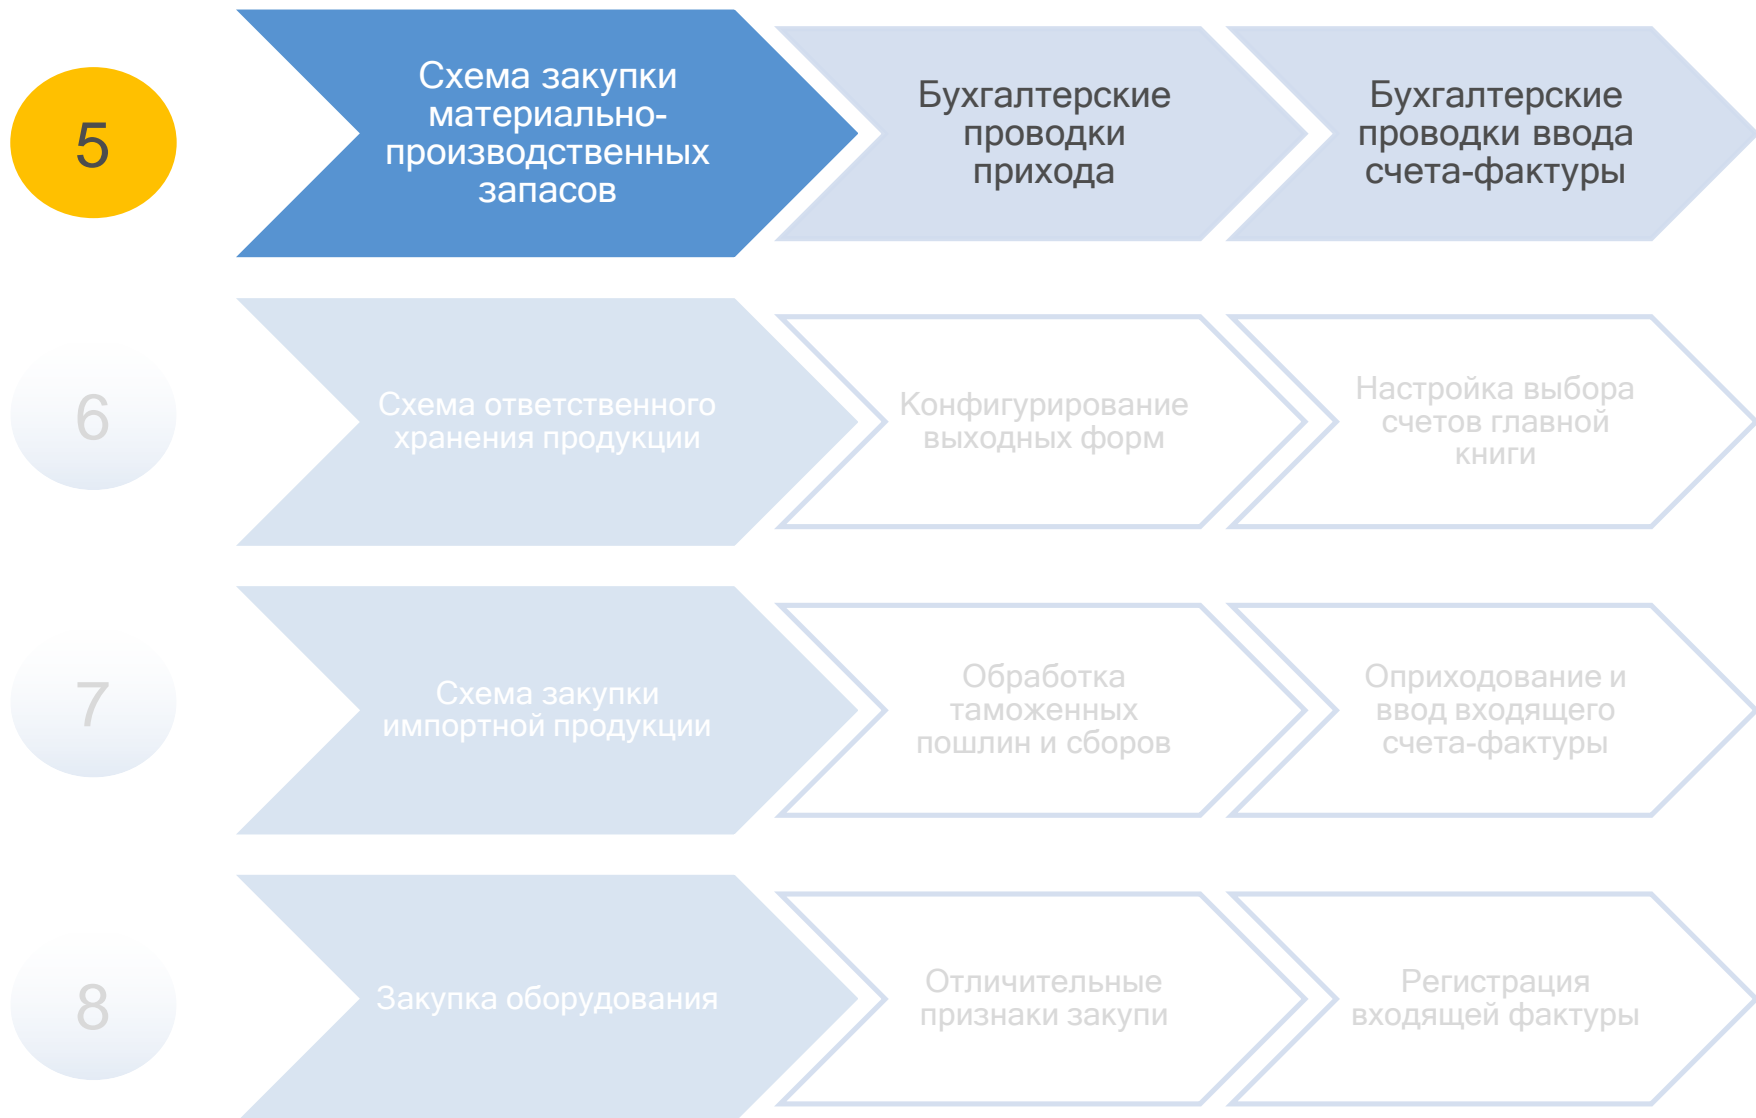 5
Схема закупки
материально-
производственных
запасов
Бухгалтерские
проводки
прихода
Бухгалтерские
проводки ввода
счета-фактуры
6
Схема ответственного
хранения продукции
Конфигурирование
выходных форм
Настройка выбора
счетов главной
книги
7
Схема закупки
импортной продукции
Обработка
таможенных
пошлин и сборов
Оприходование и
ввод входящего
счета-фактуры
8
Закупка оборудования
Отличительные
признаки закупи
Регистрация
входящей фактуры